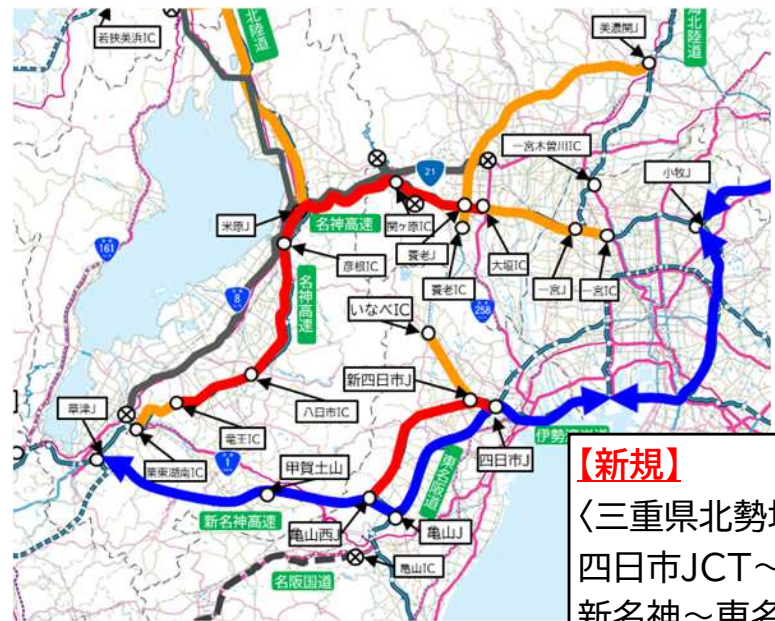 若狭美浜IC
北陸道
美濃関J
海北陸道
一宮木曽川IC
小牧J
21
米原J
名神高速
関ヶ原IC
養老J
大垣IC
一宮J
一宮IC
161
彦根IC
養老IC
8
名神高速
いなべIC
258
新四日市J
八日市IC
草津J
竜王IC
栗東湖南IC
1
甲賀土山
東名阪道
四日市J
伊勢湾岸道
新名神高速
亀山西J
亀山J
亀山IC
名阪国道
【新規】
〈三重県北勢地
四日市JCT～
新名神～東名